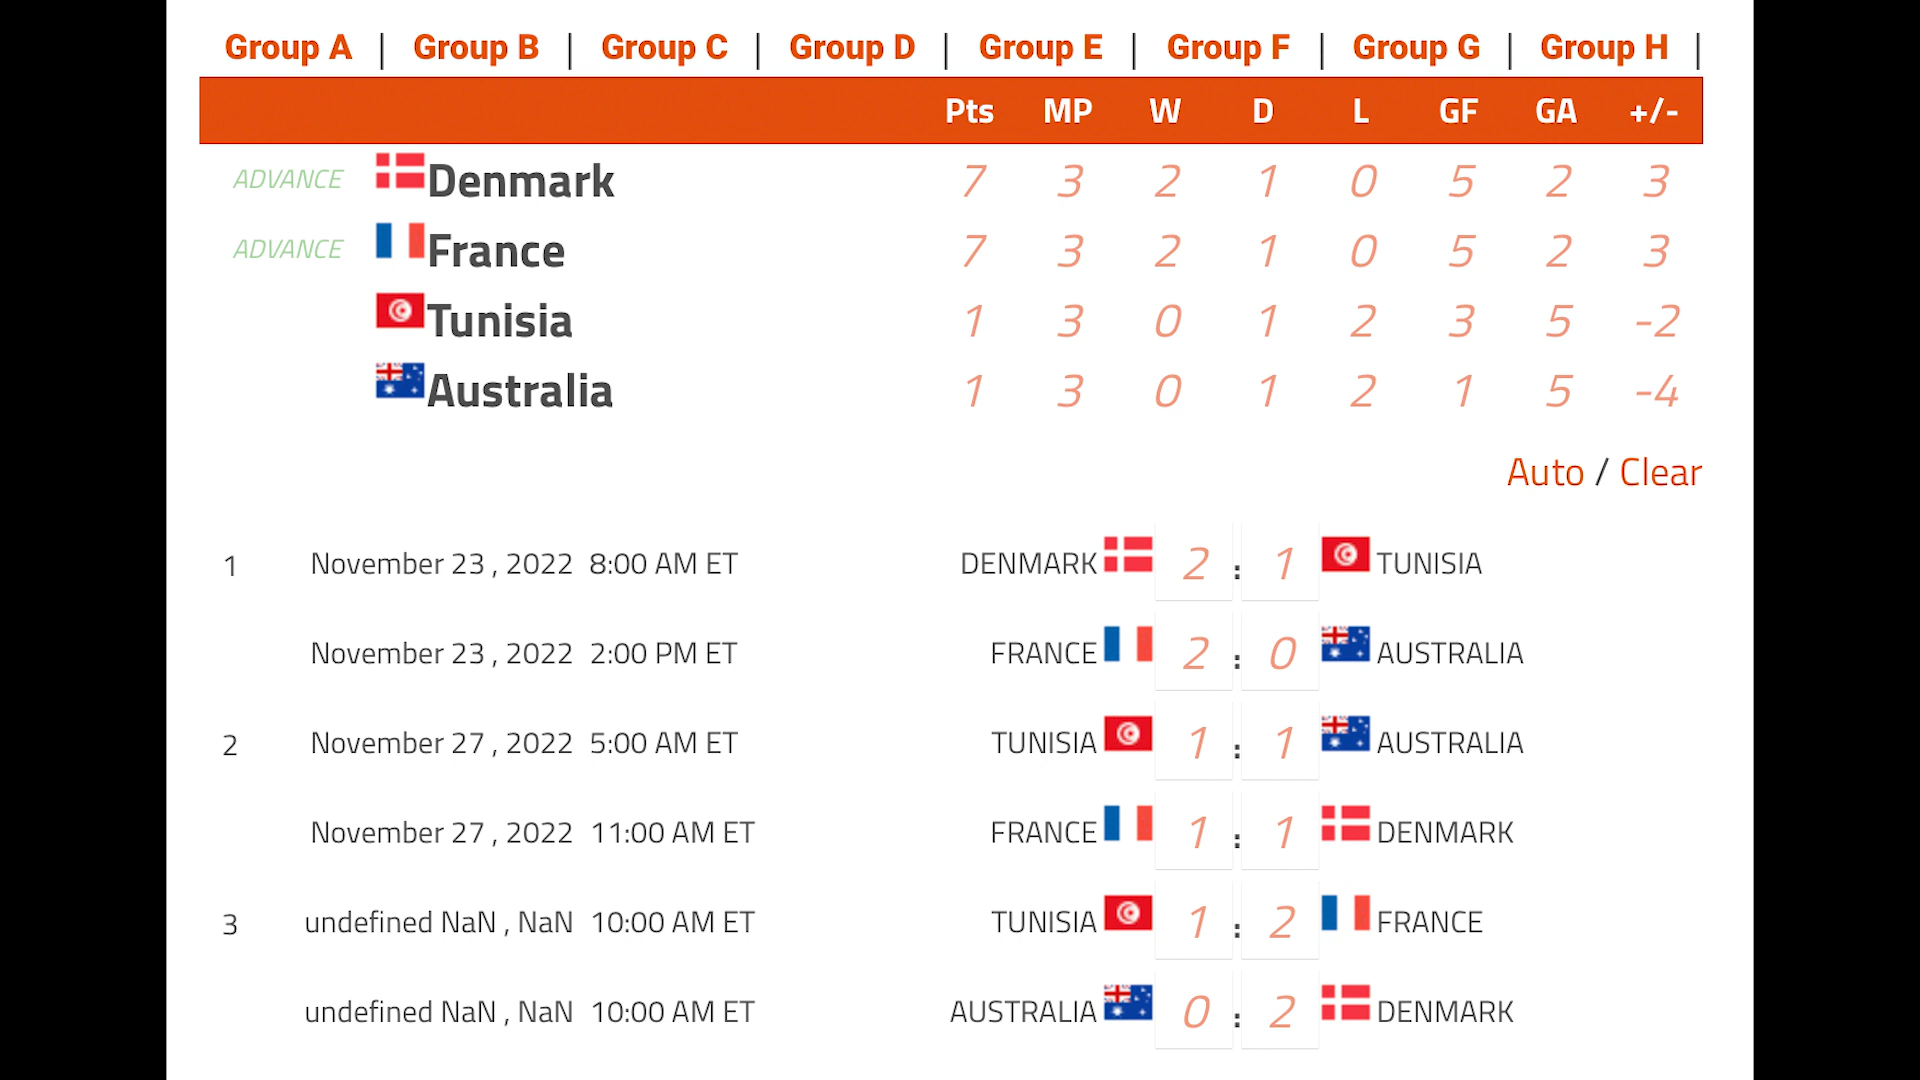 Group A | Group B | Group C | Group D | Group E | Group F | Group G | Group H |
Pts MP W D L GF GA +/-
ADVANCE Denmark 7 3 2 1 0 5 2 3
ADVANCE France 7 3 2 1 0 5 2 3
Tunisia 1 3 0 1 2 3 5 -2
Australia 1 3 0 1 2 1 5 -4
Auto / Clear
1 November 23 , 2022 8:00 AM ET DENMARK 2 : 1 TUNISIA
November 23 , 2022 2:00 PM ET FRANCE 2 : 0 AUSTRALIA
2 November 27 , 2022 5:00 AM ET TUNISIA 1 : 1 AUSTRALIA
November 27 , 2022 11:00 AM ET FRANCE 1 : 1 DENMARK
3 undefined NaN , NaN 10:00 AM ET TUNISIA 1 : 2 FRANCE
undefined NaN , NaN 10:00 AM ET AUSTRALIA 0 : 2 DENMARK